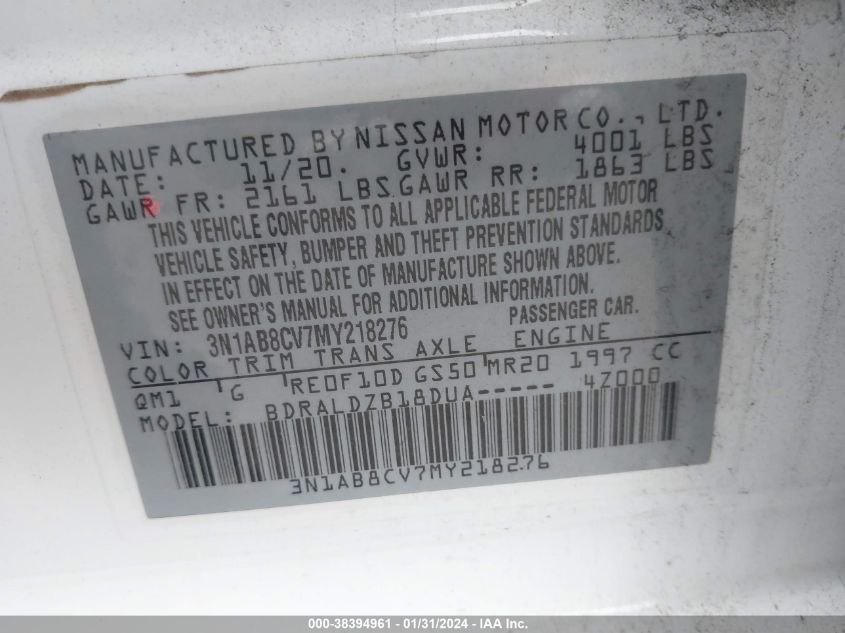 MANUFACTURED BY NISSAN MOTOR CO., LTD.
DATE: 11/20. GVWR: 4001 LBS
GAWR FR: 2161 LBS GAWR RR: 1863 LBS
THIS VEHICLE CONFORMS TO ALL APPLICABLE FEDERAL MOTOR
VEHICLE SAFETY, BUMPER AND THEFT PREVENTION STANDARDS
IN EFFECT ON THE DATE OF MANUFACTURE SHOWN ABOVE.
SEE OWNER'S MANUAL FOR ADDITIONAL INFORMATION.
VIN: 3N1AB8CV7MY218276 PASSENGER CAR.
COLOR TRIM TRANS AXLE ENGINE
QM1 G RE0F10D GS50 MR20 1997 CC
MODEL: BDRALDZB18DUA----- 4Z000
3N1AB8CV7MY218276
000-38394961 - 01/31/2024 - IAAI.COM